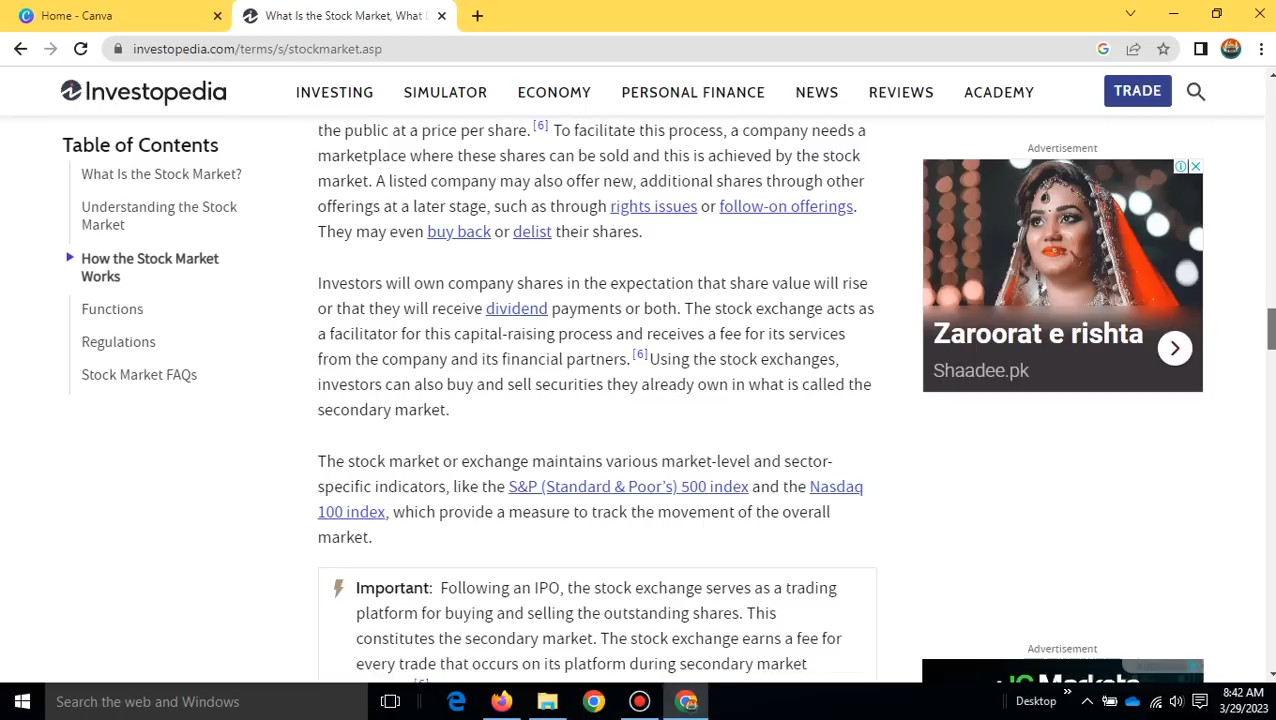 Home - Canva
What Is the Stock Market, What
investopedia.com/terms/s/stockmarket.asp
Investopedia
INVESTING
SIMULATOR
ECONOMY
PERSONAL FINANCE
NEWS
REVIEWS
ACADEMY
TRADE
Table of Contents
What Is the Stock Market?
Understanding the Stock
Market
How the Stock Market
Works
Functions
Regulations
Stock Market FAQs
the public at a price per share.[6] To facilitate this process, a company needs a
marketplace where these shares can be sold and this is achieved by the stock
market. A listed company may also offer new, additional shares through other
offerings at a later stage, such as through rights issues or follow-on offerings.
They may even buy back or delist their shares.
Investors will own company shares in the expectation that share value will rise
or that they will receive dividend payments or both. The stock exchange acts as
a facilitator for this capital-raising process and receives a fee for its services
from the company and its financial partners.[6]Using the stock exchanges,
investors can also buy and sell securities they already own in what is called the
secondary market.
The stock market or exchange maintains various market-level and sector-
specific indicators, like the S&P (Standard & Poor's) 500 index and the Nasdaq
100 index, which provide a measure to track the movement of the overall
market.
Important: Following an IPO, the stock exchange serves as a trading
platform for buying and selling the outstanding shares. This
constitutes the secondary market. The stock exchange earns a fee for
every trade that occurs on its platform during secondary market
Advertisement
Zaroorat e rishta
Shaadee.pk
Advertisement
Search the web and Windows
Desktop
8:42 AM
3/29/2023